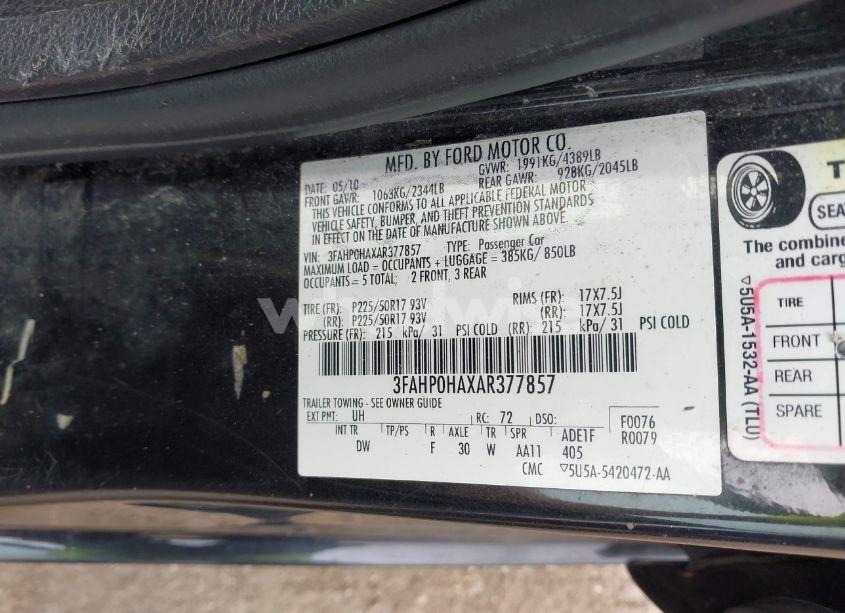 MFD. BY FORD MOTOR CO.
DATE: 05/10 GVWR: 1991KG/4389LB
FRONT GAWR: 1063KG/2344LB REAR GAWR: 928KG/2045LB
THIS VEHICLE CONFORMS TO ALL APPLICABLE FEDERAL MOTOR
VEHICLE SAFETY, BUMPER, AND THEFT PREVENTION STANDARDS
IN EFFECT ON THE DATE OF MANUFACTURE SHOWN ABOVE.
VIN: 3FAHP0HAXAR377857 TYPE: Passenger Car
MAXIMUM LOAD = OCCUPANTS + LUGGAGE = 385KG/ 850LB
OCCUPANTS = 5 TOTAL; 2 FRONT, 3 REAR
TIRE (FR): P225/50R17 93V RIMS (FR): 17X7.5J
(RR): P225/50R17 93V (RR): 17X7.5J
PRESSURE (FR): 215 kPa/ 31 PSI COLD (RR): 215 kPa/ 31 PSI COLD
3FAHP0HAXAR377857
TRAILER TOWING - SEE OWNER GUIDE
EXT PMT: UH RC: 72 DSO: F0076
INT TR TP/PS R AXLE TR SPR ADE1F R0079
DW F 30 W AA11 405
CMC ▽5U5A-5420472-AA
The combine
and carg
TIRE
FRONT
REAR
SPARE
▽5U5A-1532-AA (TLU)